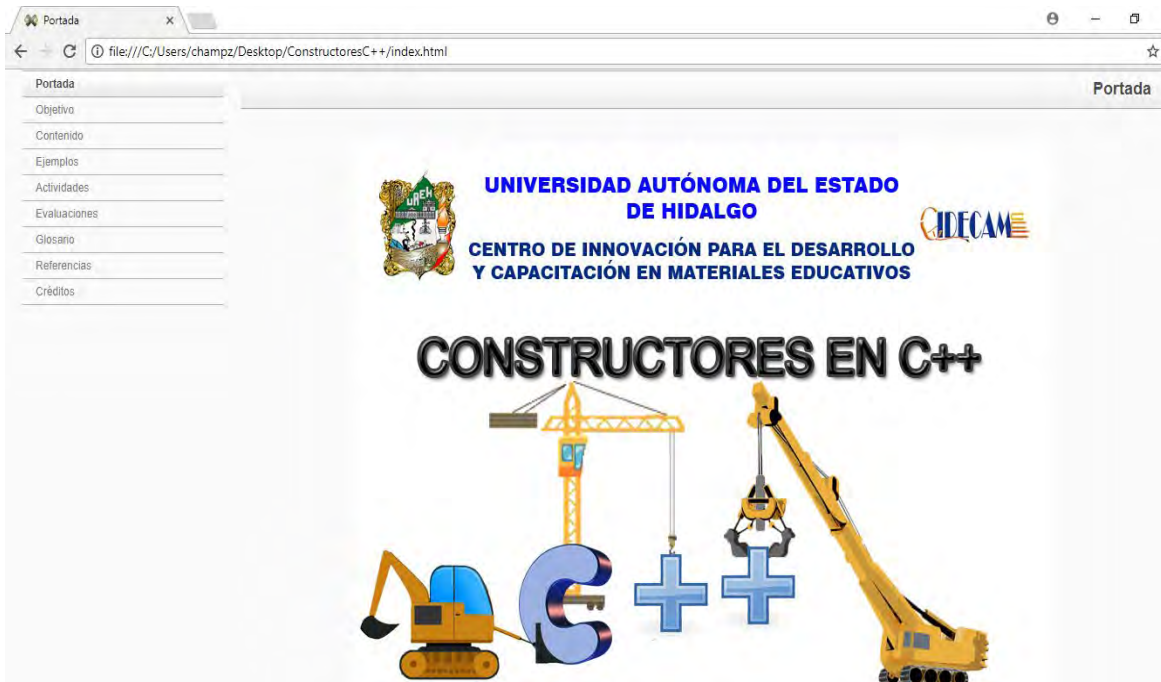 Portada
file:///C:/Users/champz/Desktop/ConstructoresC++/index.html
Portada
Objetivo
Contenido
Ejemplos
Actividades
Evaluaciones
Glosario
Referencias
Créditos
Portada
UAEH
UNIVERSIDAD AUTÓNOMA DEL ESTADO
DE HIDALGO
CIDECAME
CENTRO DE INNOVACIÓN PARA EL DESARROLLO
Y CAPACITACIÓN EN MATERIALES EDUCATIVOS
CONSTRUCTORES EN C++
C++